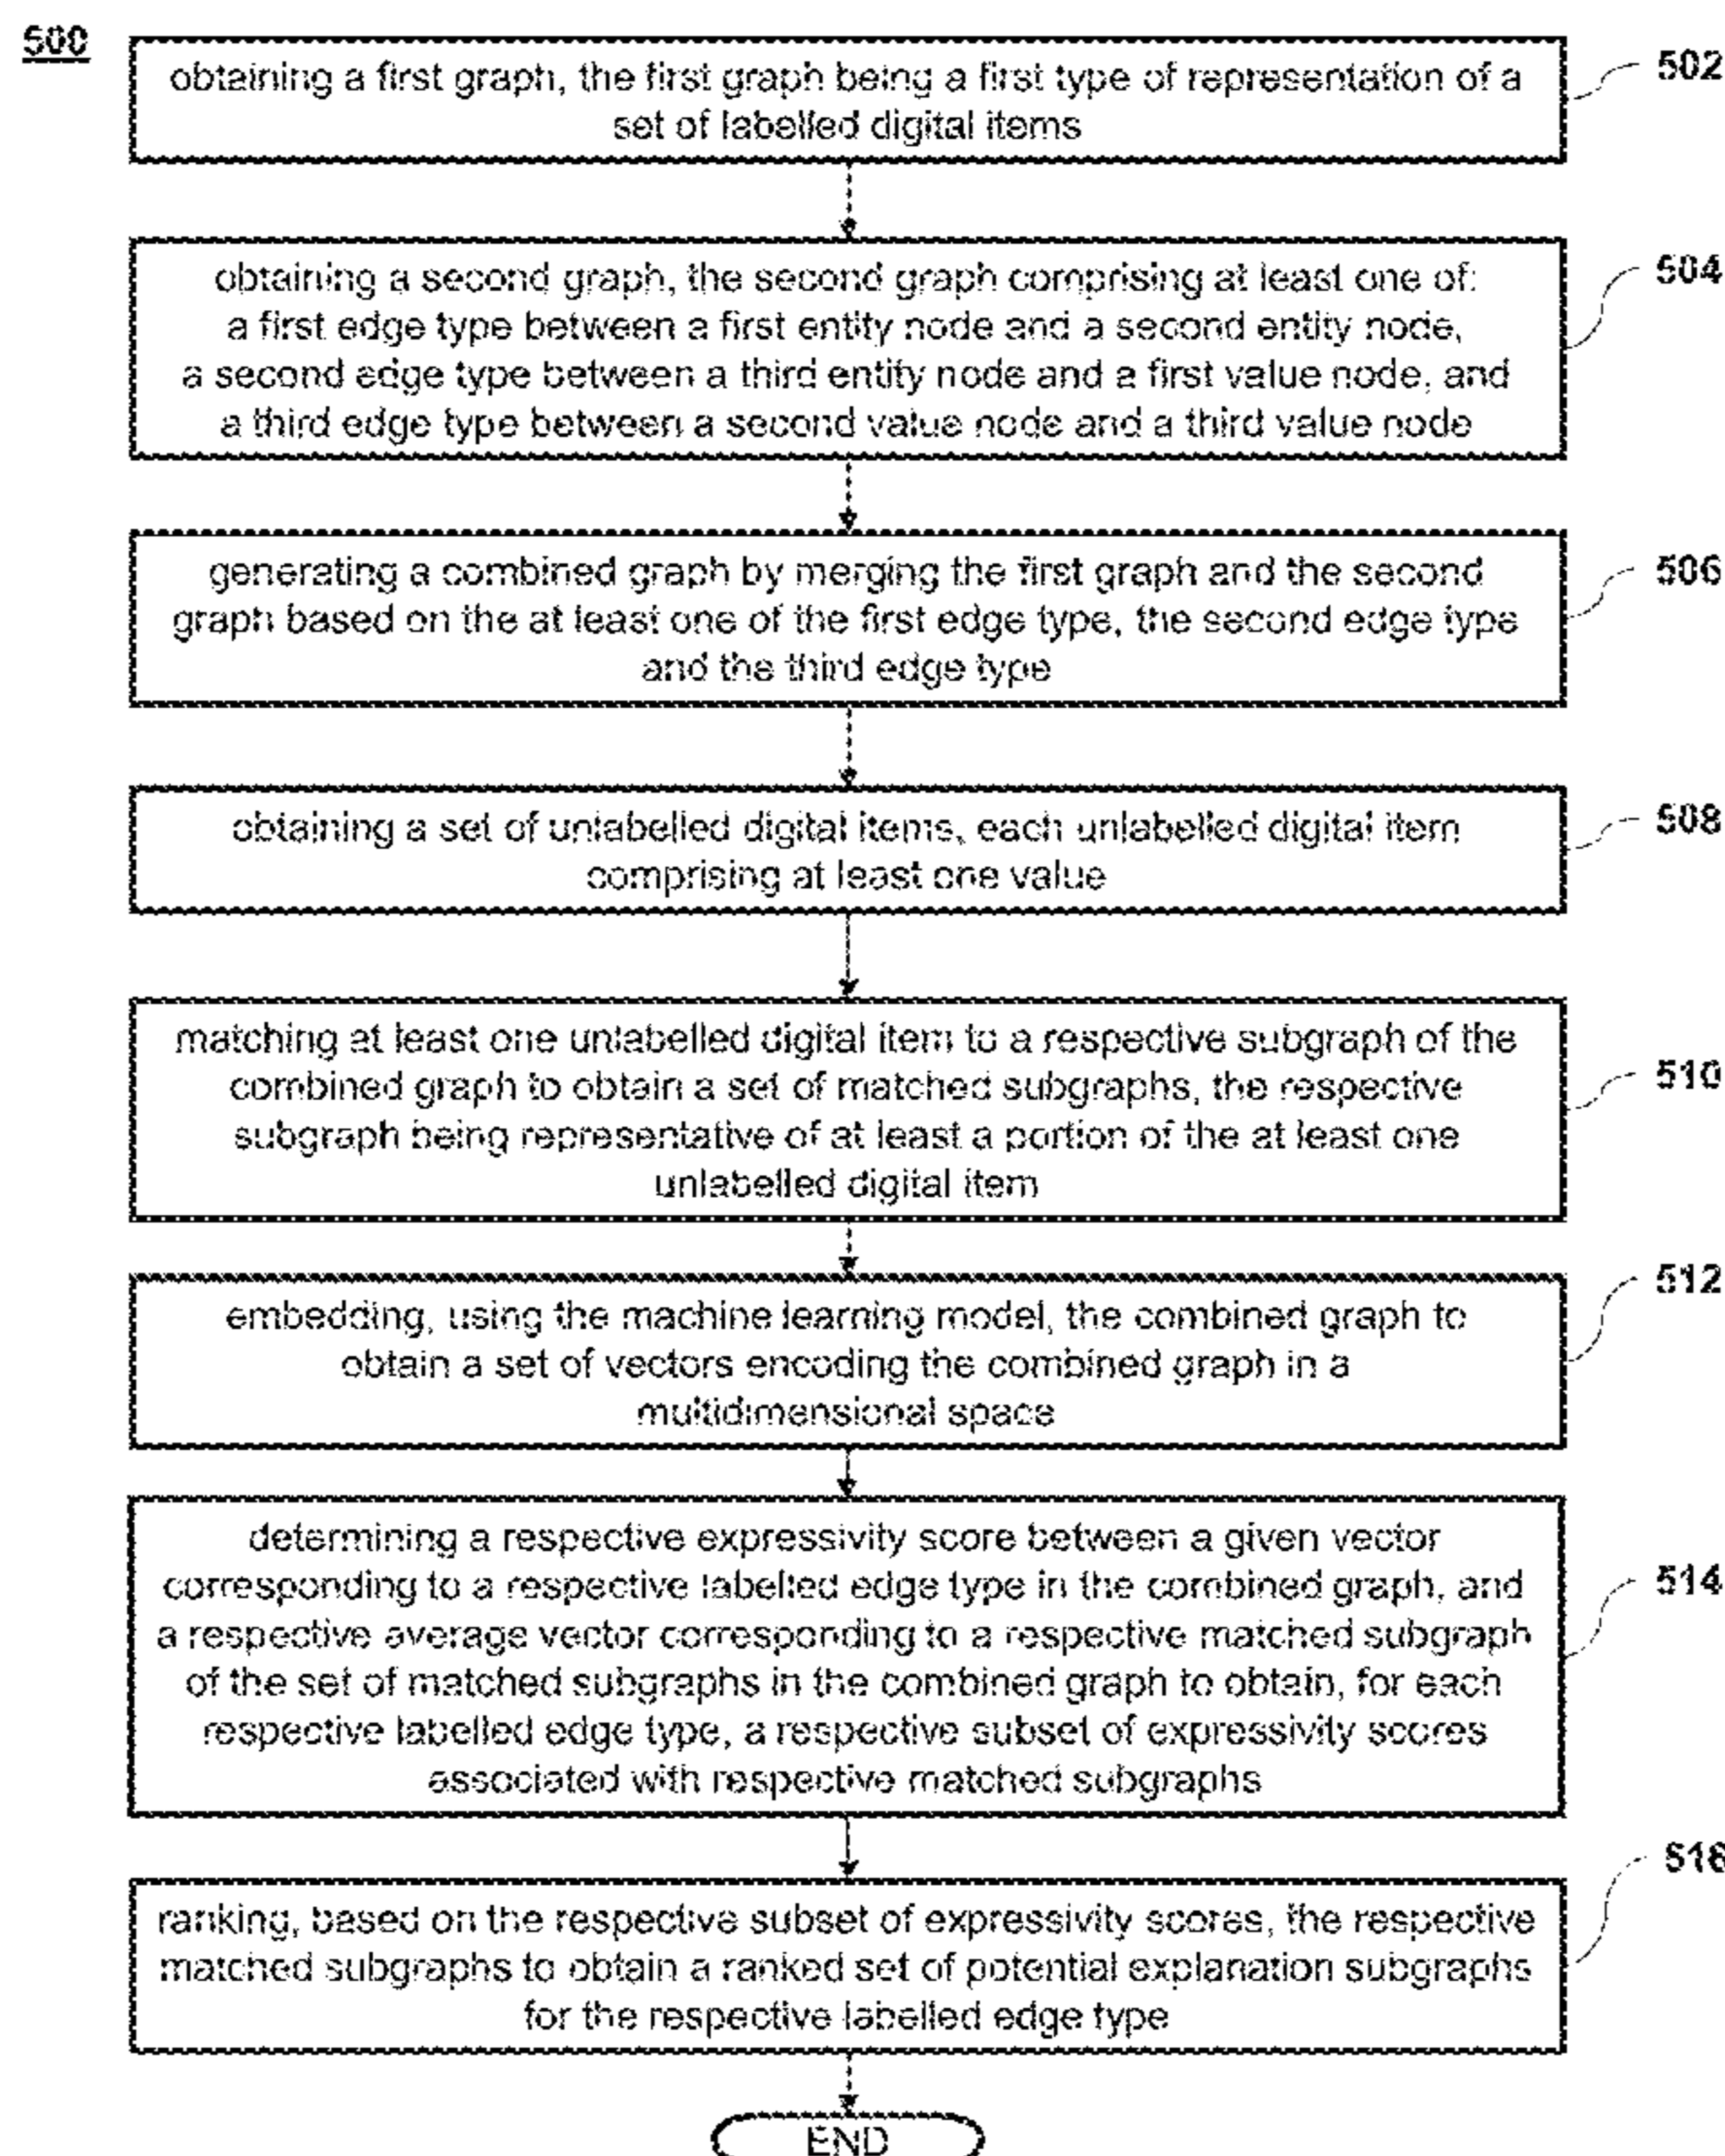 500
obtaining a first graph, the first graph being a first type of representation of a
set of labelled digital items
502
obtaining a second graph, the second graph comprising at least one of:
a first edge type between a first entity node and a second entity node,
a second edge type between a third entity node and a first value node, and
a third edge type between a second value node and a third value node
504
generating a combined graph by merging the first graph and the second
graph based on the at least one of the first edge type, the second edge type
and the third edge type
506
obtaining a set of unlabelled digital items, each unlabelled digital item
comprising at least one value
508
matching at least one unlabelled digital item to a respective subgraph of the
combined graph to obtain a set of matched subgraphs, the respective
subgraph being representative of at least a portion of the at least one
unlabelled digital item
510
embedding, using the machine learning model, the combined graph to
obtain a set of vectors encoding the combined graph in a
multidimensional space
512
determining a respective expressivity score between a given vector
corresponding to a respective labelled edge type in the combined graph, and
a respective average vector corresponding to a respective matched subgraph
of the set of matched subgraphs in the combined graph to obtain, for each
respective labelled edge type, a respective subset of expressivity scores
associated with respective matched subgraphs
514
ranking, based on the respective subset of expressivity scores, the respective
matched subgraphs to obtain a ranked set of potential explanation subgraphs
for the respective labelled edge type
516
END